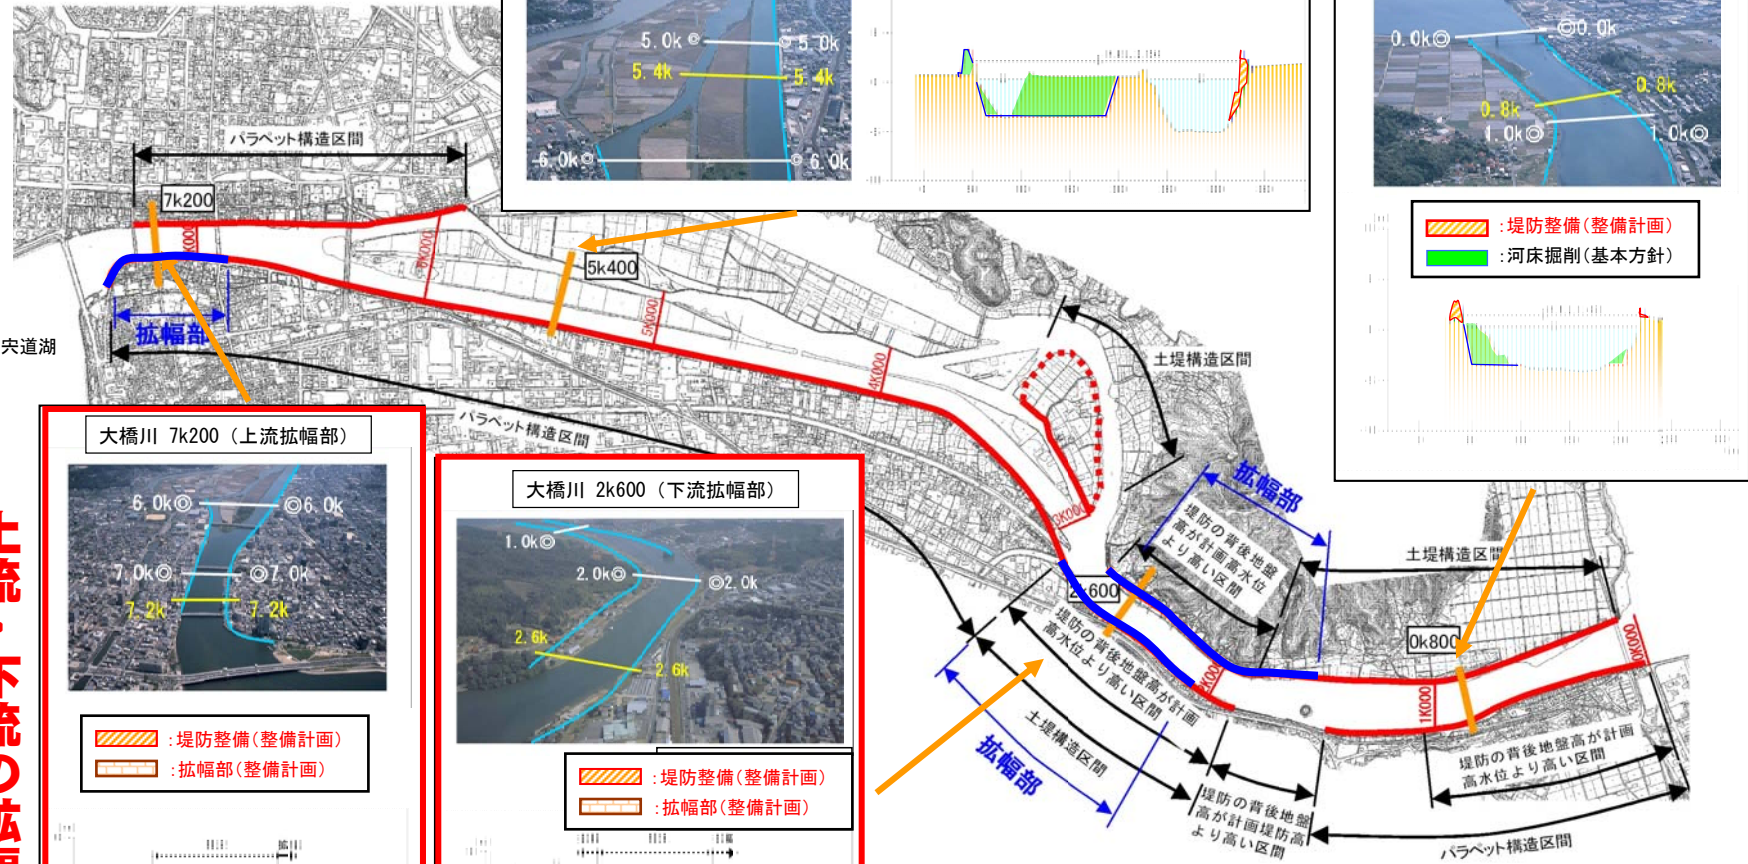 5.0k◎
◎5.0k
5.4k
5.4k
6.0k◎
◎6.0k
0.0k◎
◎0.0k
0.8k
0.8k
1.0k◎
1.0k◎
:堤防整備(整備計画)
:河床掘削(基本方針)
パラペット構造区間
7k200
6K000
5k400
5K000
4K000
拡幅部
宍道湖
パラペット構造区間
土堤構造区間
拡幅部
堤防の背後地盤
高が計画高水位
より高い区間
土堤構造区間
2k600
0k800
0K000
2K000
1K000
堤防の背後地盤高が計画
高水位より高い区間
土堤構造区間
拡幅部
堤防の背後地盤
高が計画堤防高
より高い区間
堤防の背後地盤高が計画
高水位より高い区間
パラペット構造区間
大橋川 7k200(上流拡幅部)
6.0k◎
◎6.0k
7.0k◎
◎7.0k
7.2k
7.2k
:堤防整備(整備計画)
:拡幅部(整備計画)
大橋川 2k600(下流拡幅部)
1.0k◎
2.0k◎
◎2.0k
2.6k
2.6k
:堤防整備(整備計画)
:拡幅部(整備計画)
上流・下流の拡幅